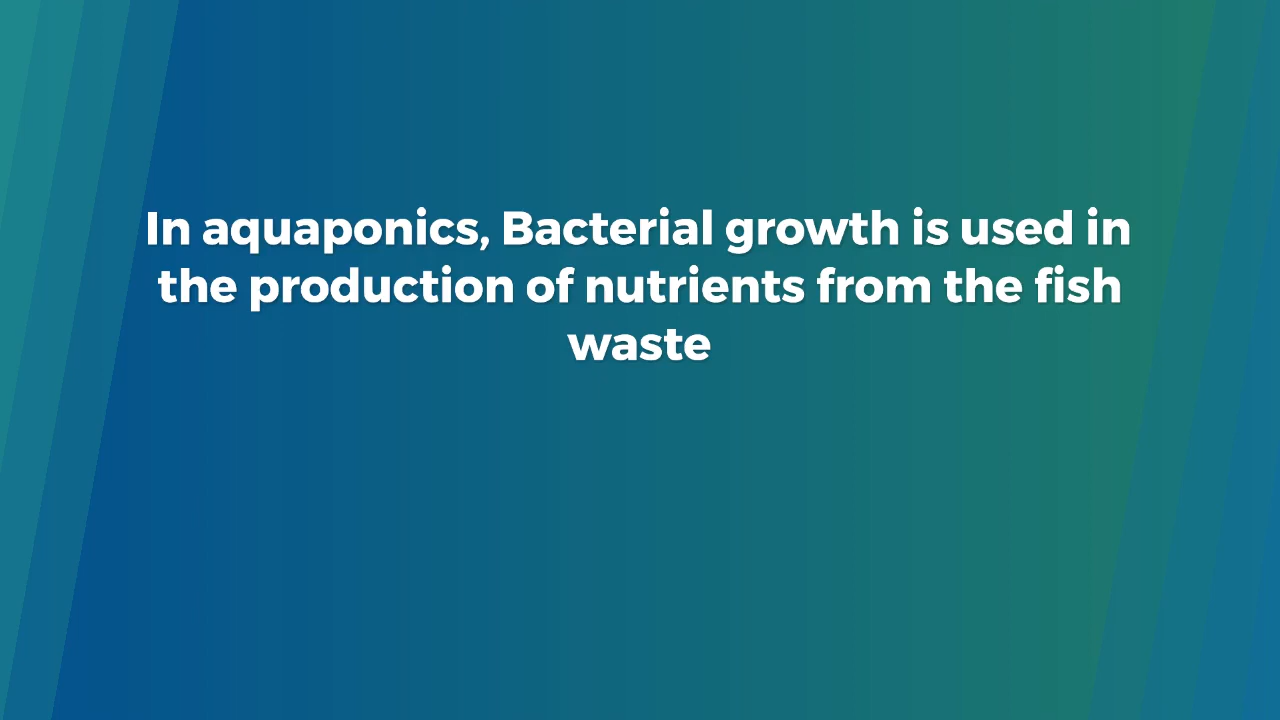 In aquaponics, Bacterial growth is used in
the production of nutrients from the fish
waste